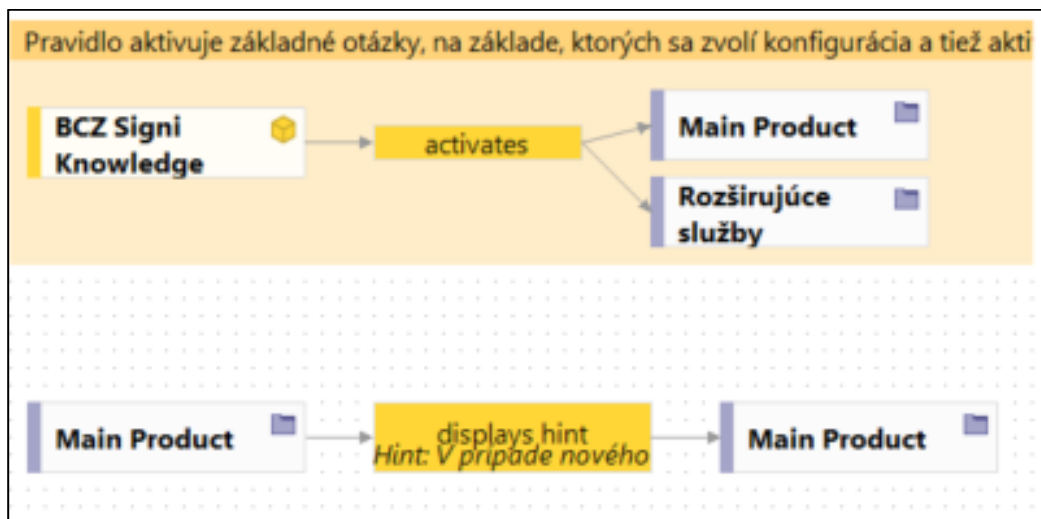 Pravidlo aktivuje základné otázky, na základe, ktorých sa zvolí konfigurácia a tiež akti
BCZ Signi
Knowledge
activates
Main Product
Rozširujúce
služby
Main Product
displays hint
Hint: V prípade nového
Main Product